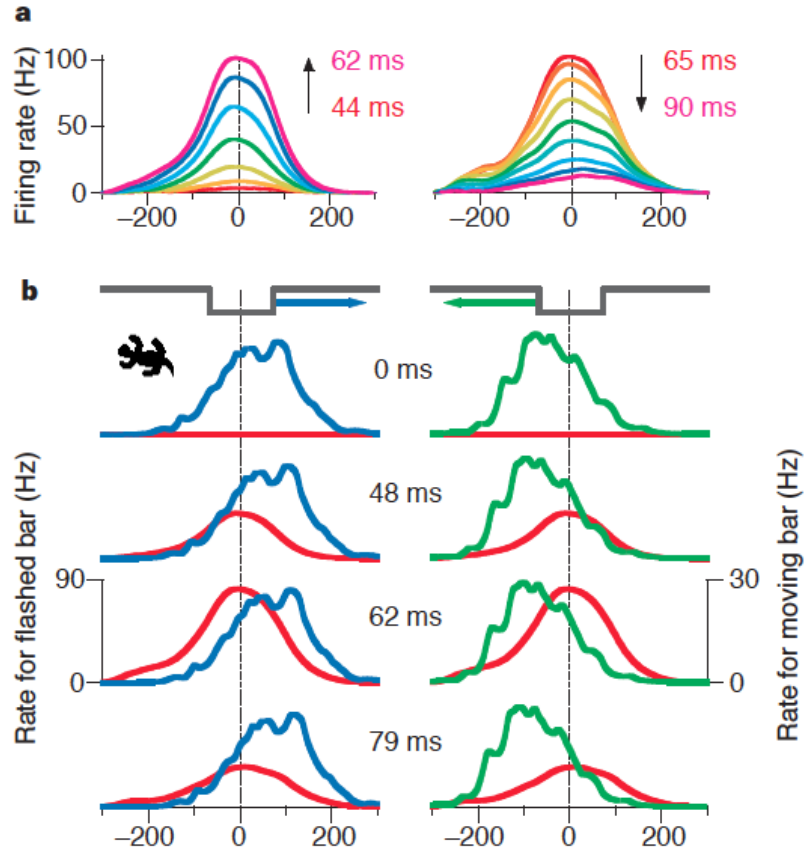 a
Firing rate (Hz)
100
50
0
62 ms
44 ms
−200
0
200
65 ms
90 ms
−200
0
200
b
0 ms
48 ms
62 ms
79 ms
Rate for flashed bar (Hz)
90
0
30
0
Rate for moving bar (Hz)
−200
0
200
−200
0
200